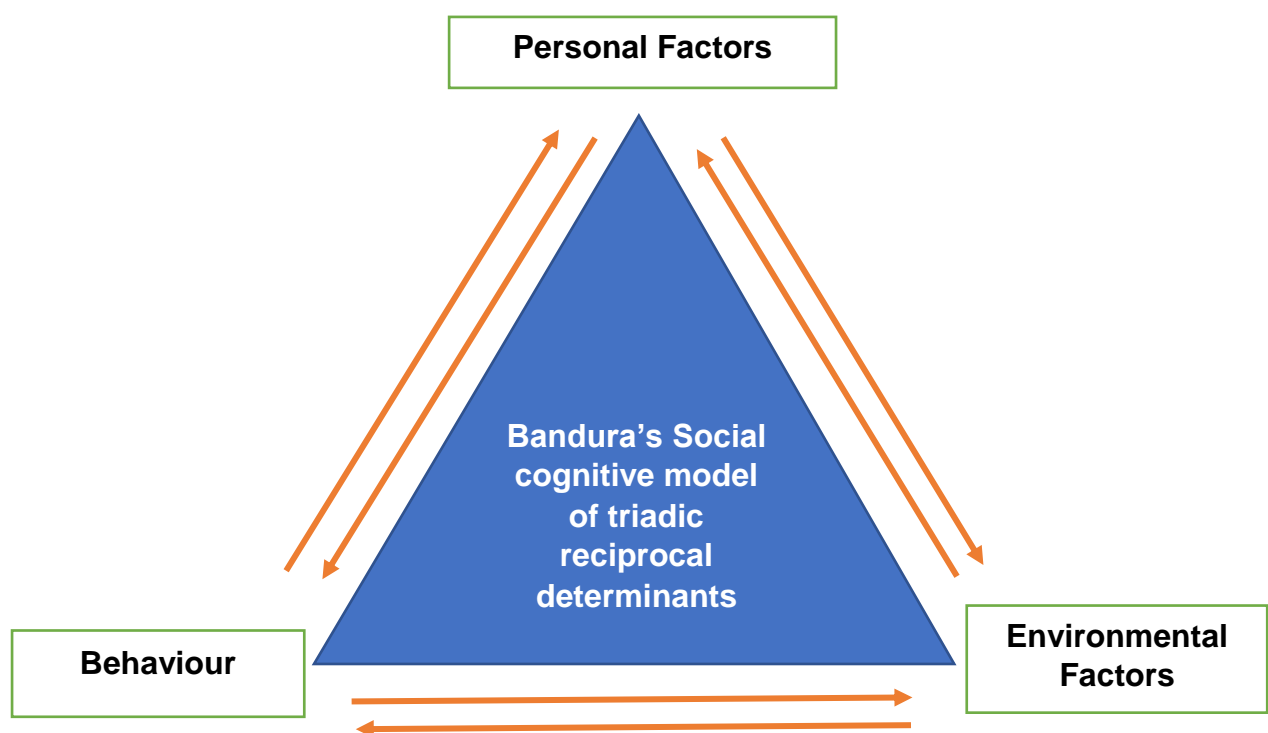 Personal Factors
Bandura’s Social
cognitive model
of triadic
reciprocal
determinants
Behaviour
Environmental
Factors